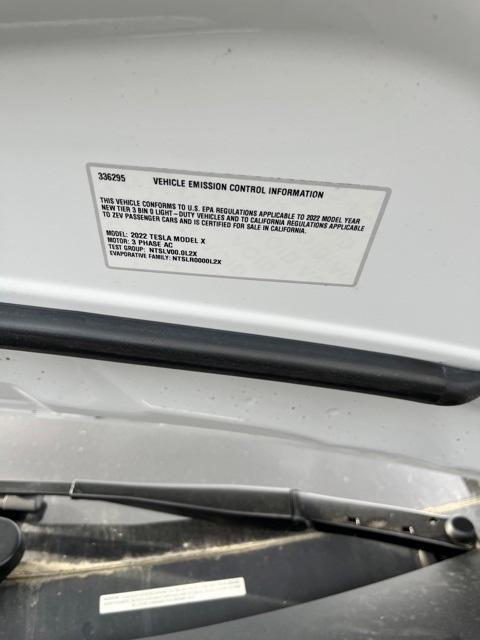 336295
VEHICLE EMISSION CONTROL INFORMATION
THIS VEHICLE CONFORMS TO U.S. EPA REGULATIONS APPLICABLE TO 2022 MODEL YEAR
NEW TIER 3 BIN 0 LIGHT-DUTY VEHICLES AND TO CALIFORNIA REGULATIONS APPLICABLE
TO ZEV PASSENGER CARS AND IS CERTIFIED FOR SALE IN CALIFORNIA.
MODEL: 2022 TESLA MODEL X
MOTOR: 3 PHASE AC
TEST GROUP: NTSLV00.0L2X
EVAPORATIVE FAMILY: NTSLR0000L2X